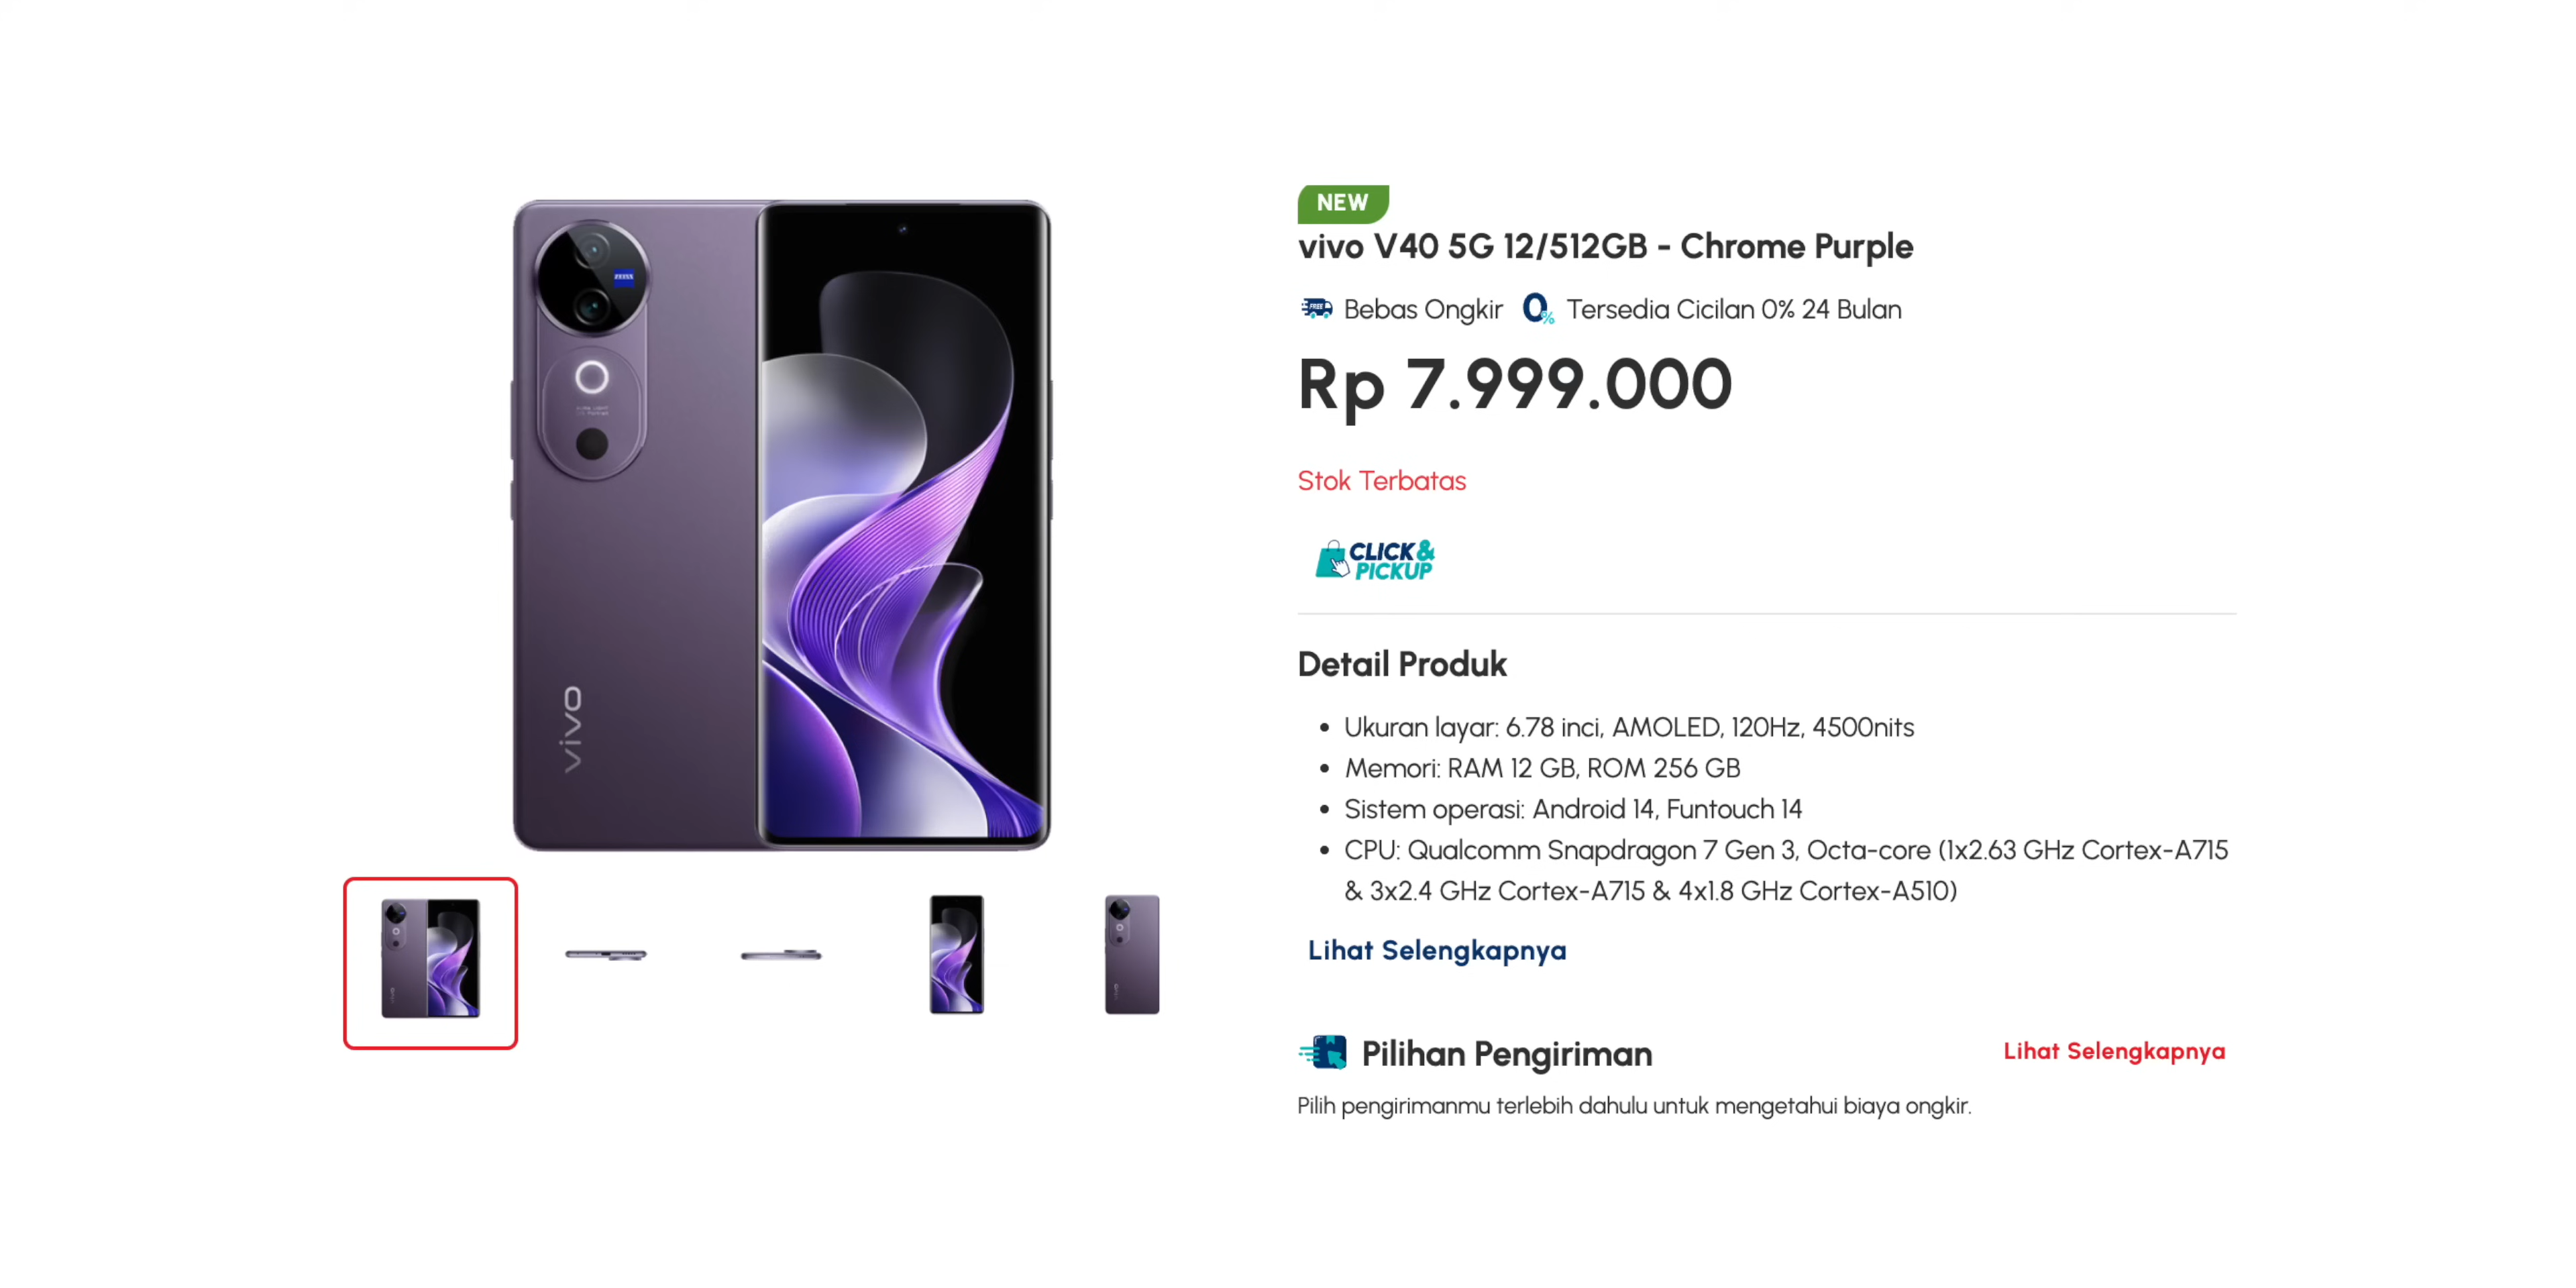 NEW
vivo V40 5G 12/512GB - Chrome Purple
FREE Bebas Ongkir 0% Tersedia Cicilan 0% 24 Bulan
Rp 7.999.000
Stok Terbatas
CLICK&
PICKUP
Detail Produk
• Ukuran layar: 6.78 inci, AMOLED, 120Hz, 4500nits
• Memori: RAM 12 GB, ROM 256 GB
• Sistem operasi: Android 14, Funtouch 14
• CPU: Qualcomm Snapdragon 7 Gen 3, Octa-core (1x2.63 GHz Cortex-A715
& 3x2.4 GHz Cortex-A715 & 4x1.8 GHz Cortex-A510)
Lihat Selengkapnya
Pilihan Pengiriman
Lihat Selengkapnya
Pilih pengirimanmu terlebih dahulu untuk mengetahui biaya ongkir.
ZEISS
vivo